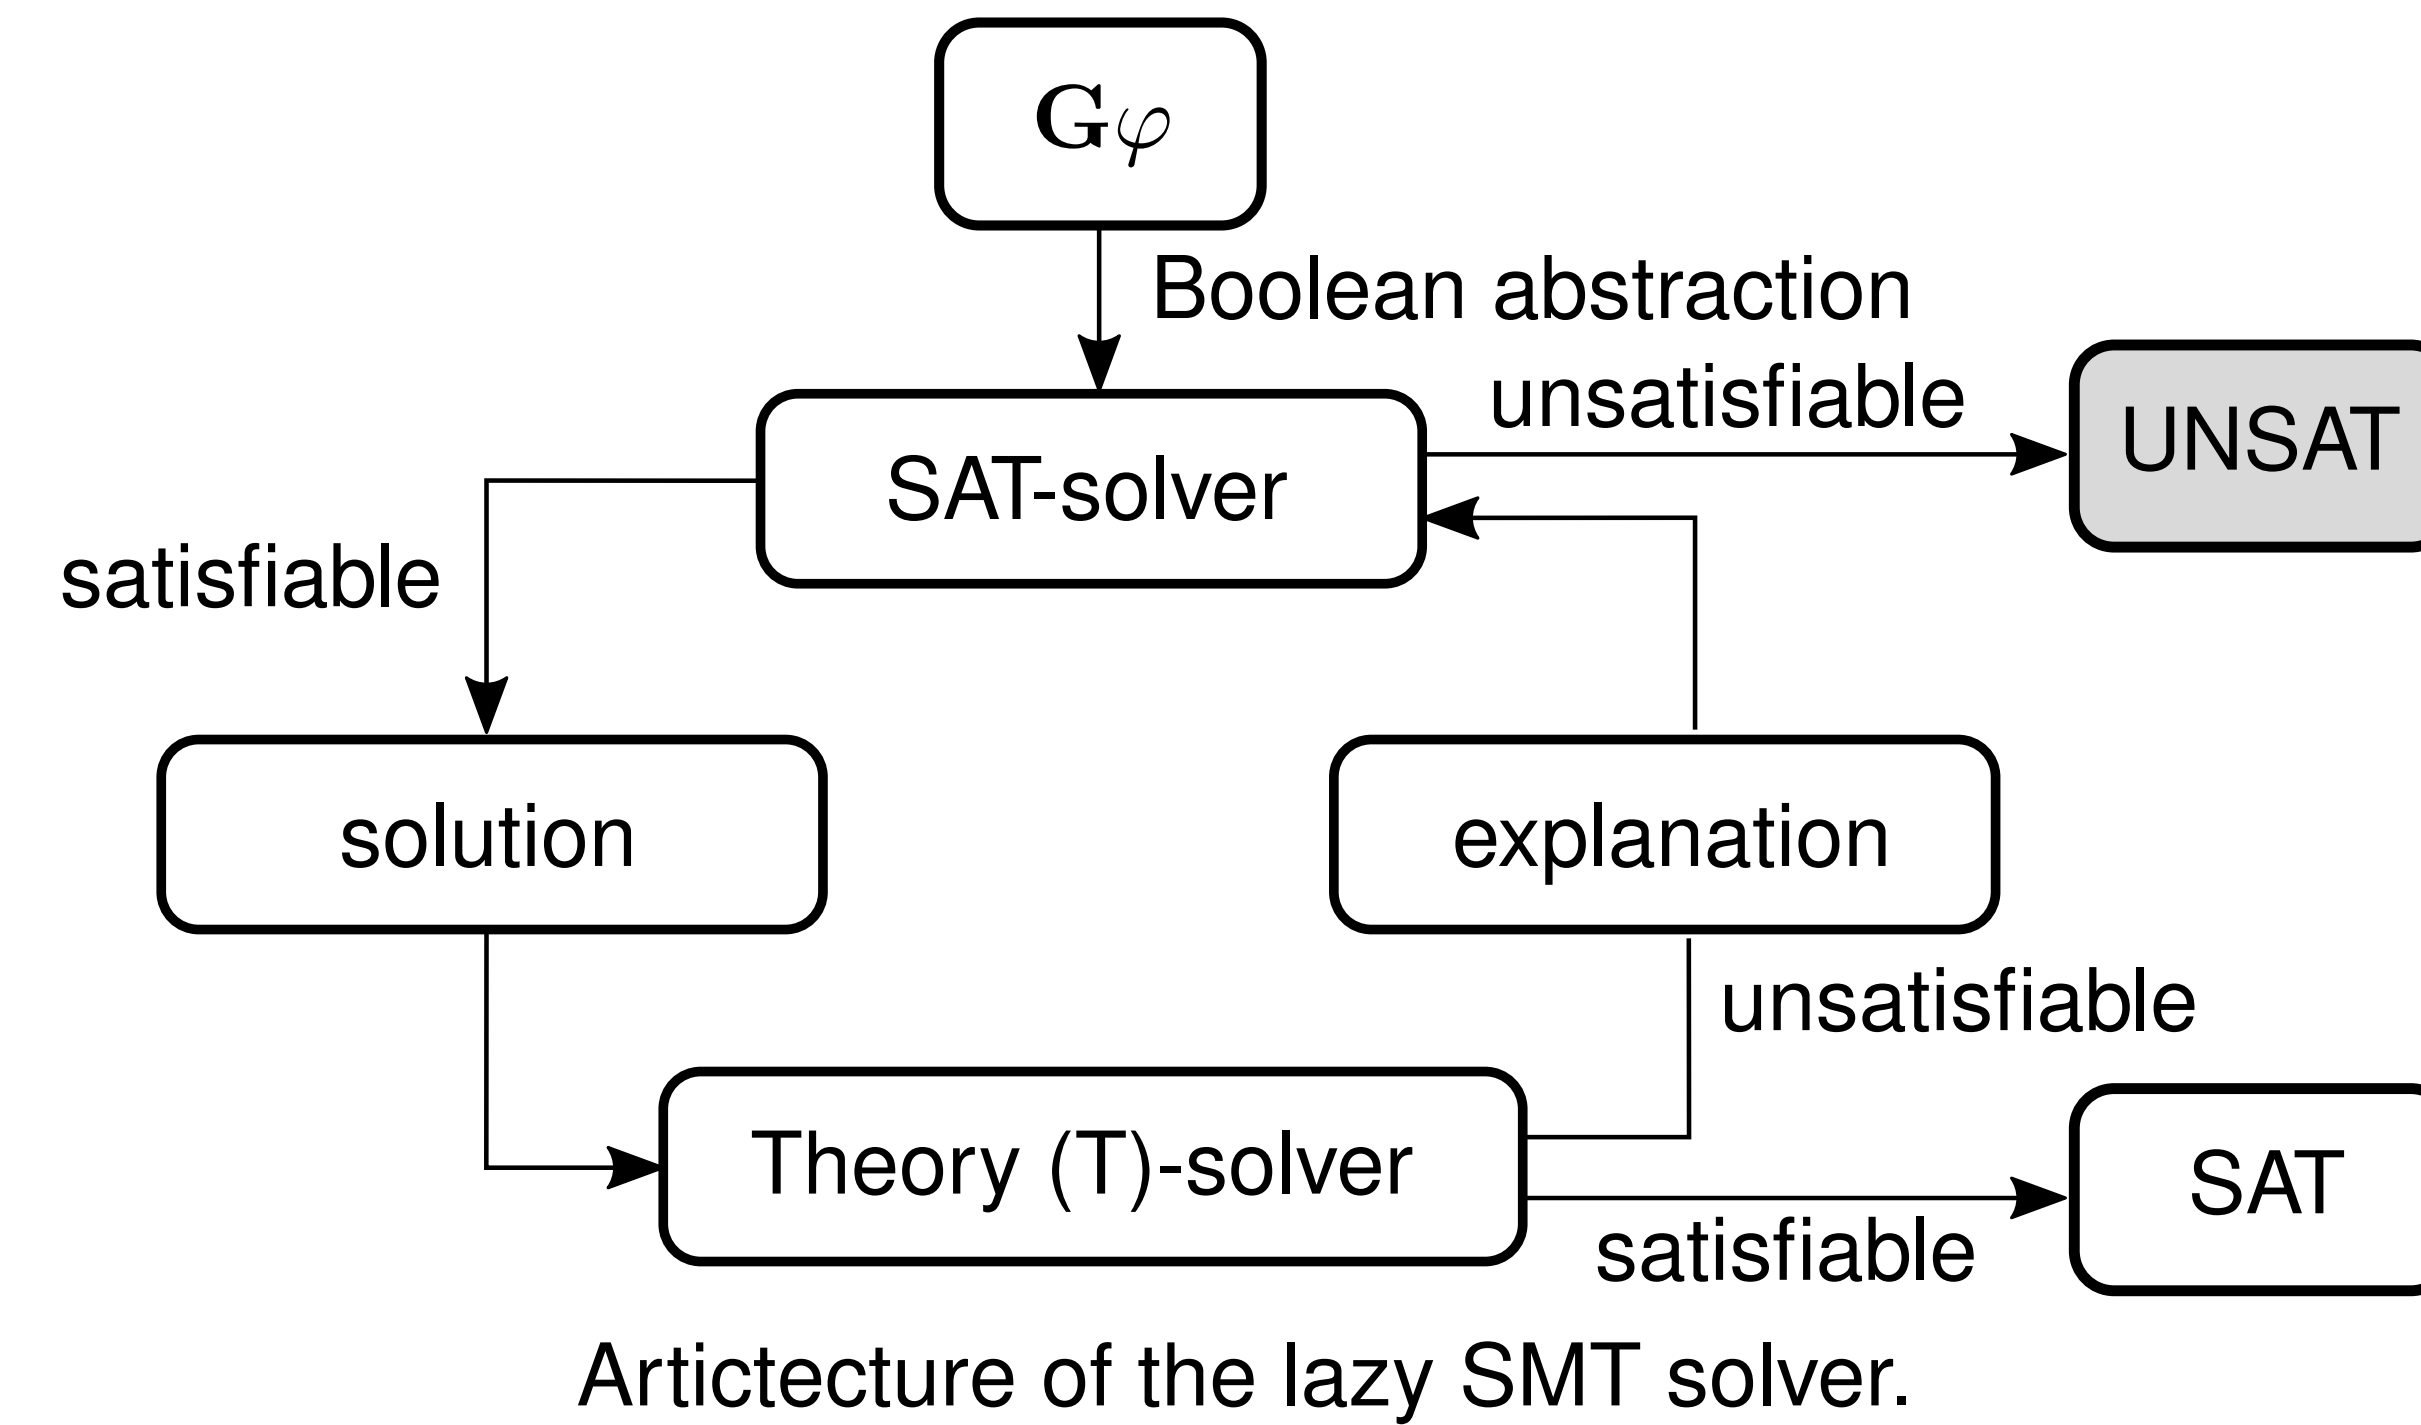 Gφ
Boolean abstraction
unsatisfiable
UNSAT
SAT-solver
satisfiable
solution
explanation
unsatisfiable
Theory (T)-solver
SAT
satisfiable
Artictecture of the lazy SMT solver.